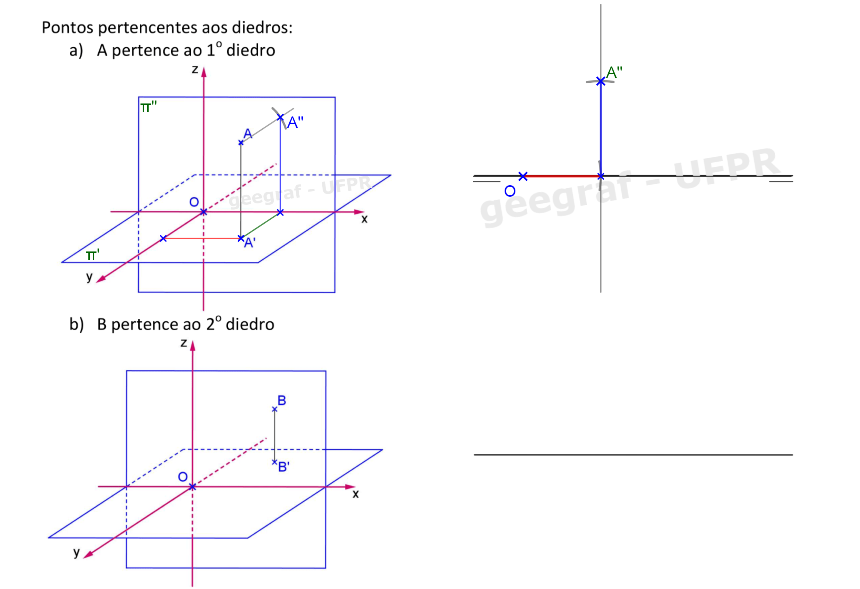 Pontos pertencentes aos diedros:
a) A pertence ao 1º diedro
z
π"
A
A"
O
x
A'
π'
y
geegraf - UFPR
A"
O
geegraf - UFPR
b) B pertence ao 2º diedro
z
B
B'
O
x
y